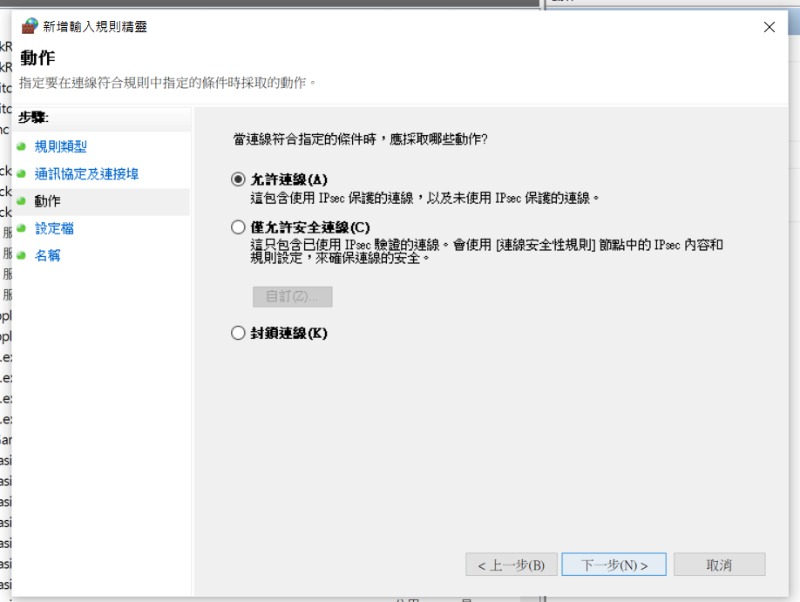 新增輸入規則精靈
動作
指定要在連線符合規則中指定的條件時採取的動作。
步驟:
規則類型
通訊協定及連接埠
動作
設定檔
名稱
當連線符合指定的條件時，應採取哪些動作?
允許連線(A)
這包含使用 IPsec 保護的連線，以及未使用 IPsec 保護的連線。
僅允許安全連線(C)
這只包含已使用 IPsec 驗證的連線。會使用 [連線安全性規則] 節點中的 IPsec 內容和
規則設定，來確保連線的安全。
自訂(Z)...
封鎖連線(K)
< 上一步(B)
下一步(N) >
取消